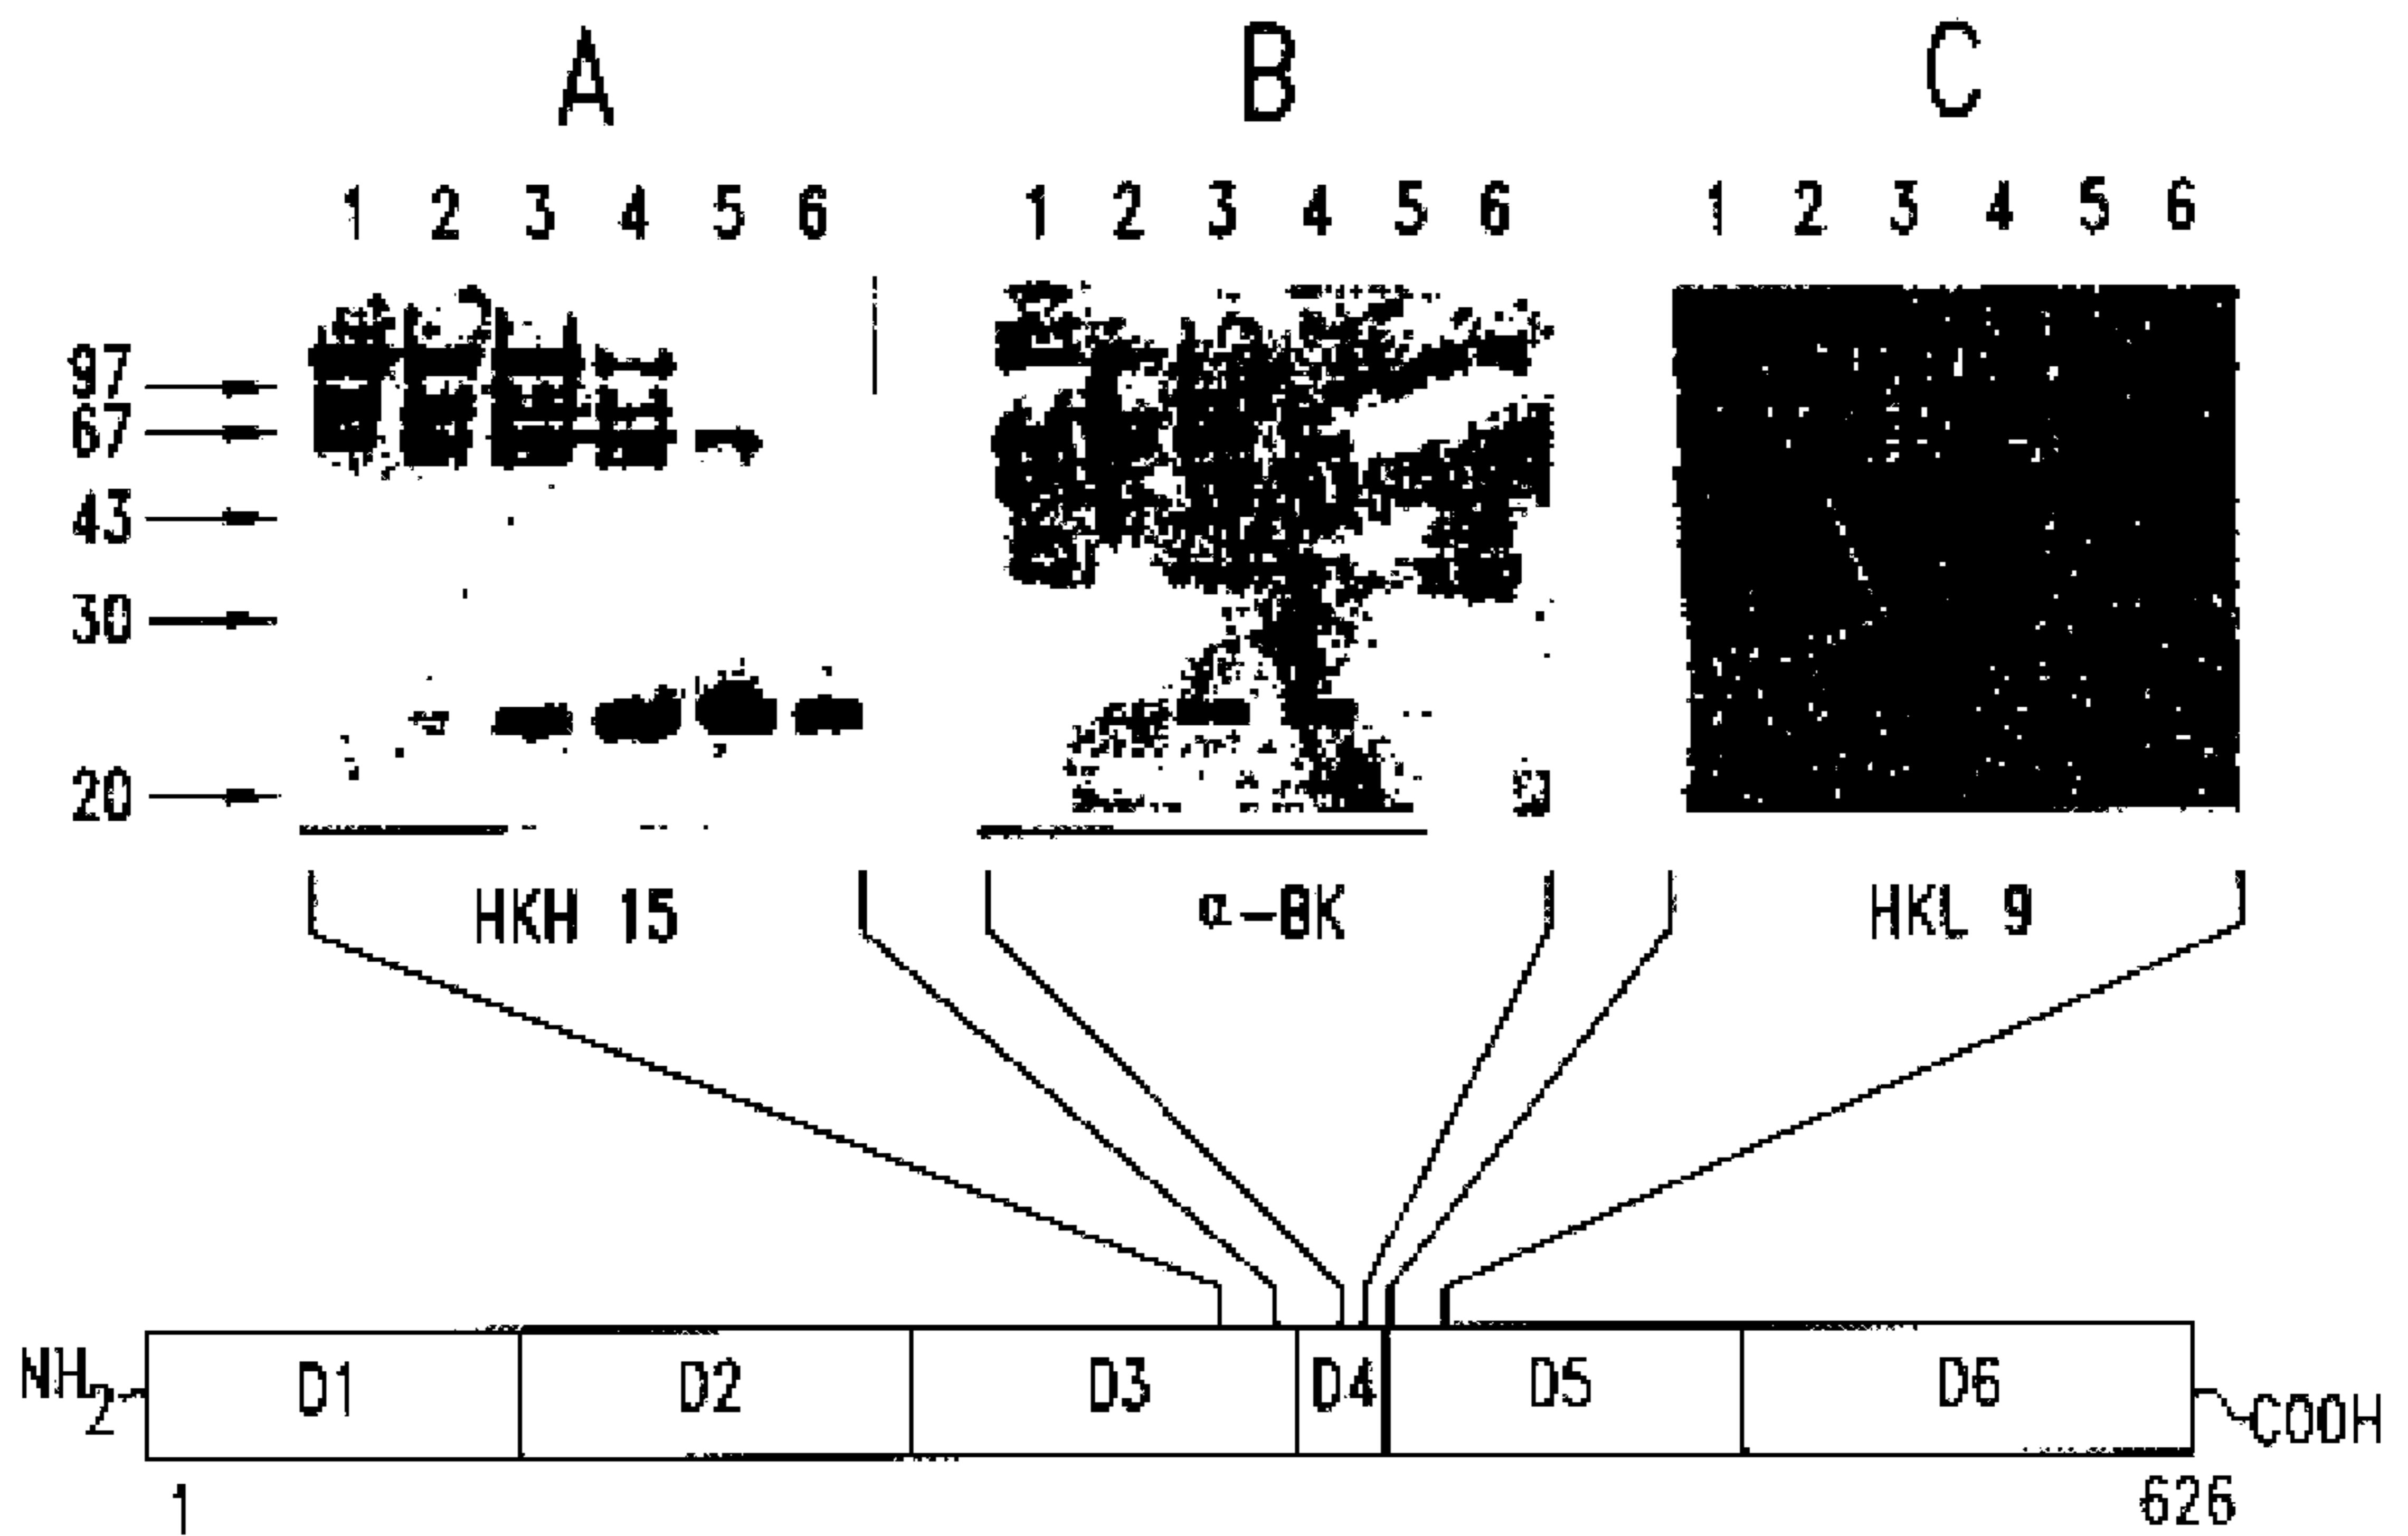 A B C
1 2 3 4 5 6 1 2 3 4 5 6 1 2 3 4 5 6
97
67
43
30
20
HKH 15 α-BK HKL 9
NH2 D1 D2 D3 D4 D5 D6 COOH
1 626